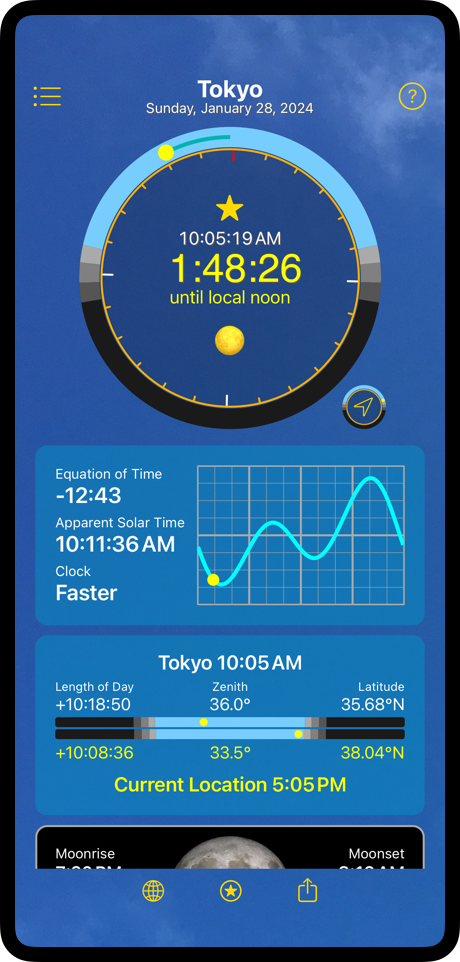 Tokyo
Sunday, January 28, 2024
?
10:05:19 AM
1:48:26
until local noon
Equation of Time
-12:43
Apparent Solar Time
10:11:36 AM
Clock
Faster
Tokyo 10:05 AM
Length of Day Zenith Latitude
+10:18:50 36.0° 35.68°N
+10:08:36 33.5° 38.04°N
Current Location 5:05 PM
Moonrise Moonset